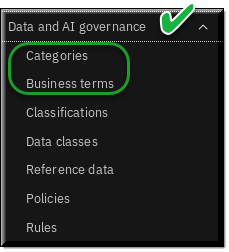 Data and AI governance
Categories
Business terms
Classifications
Data classes
Reference data
Policies
Rules